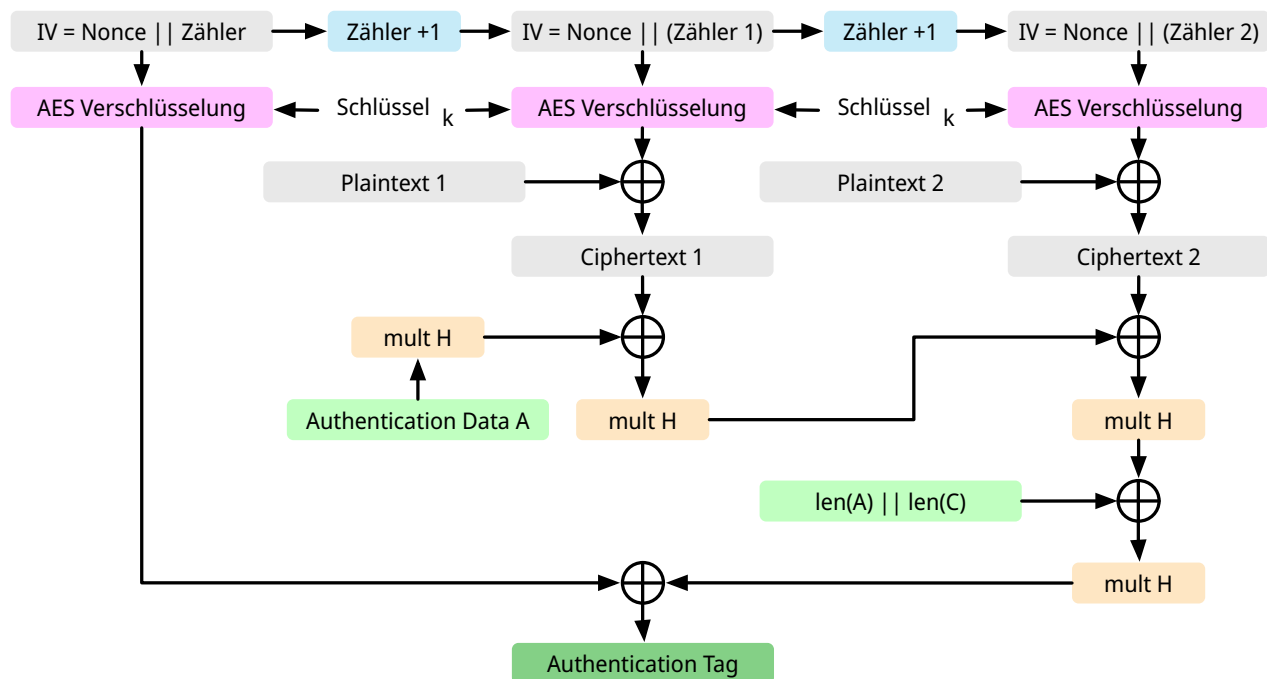 IV = Nonce || Zähler
Zähler +1
IV = Nonce || (Zähler 1)
Zähler +1
IV = Nonce || (Zähler 2)
AES Verschlüsselung
Schlüssel k
AES Verschlüsselung
Schlüssel k
AES Verschlüsselung
Plaintext 1
Plaintext 2
Ciphertext 1
Ciphertext 2
mult H
Authentication Data A
mult H
mult H
len(A) || len(C)
mult H
Authentication Tag